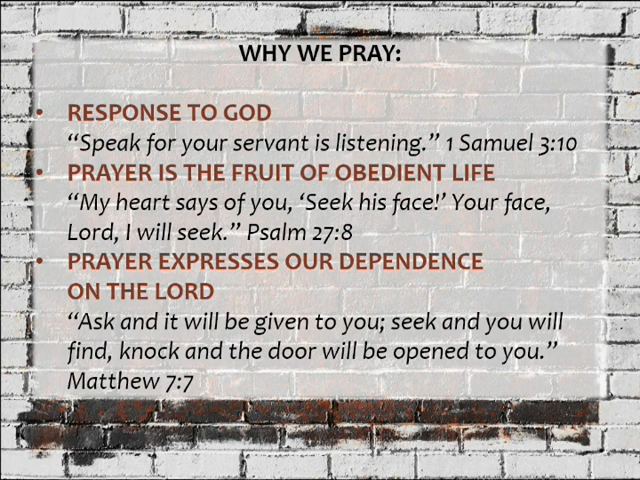 WHY WE PRAY:
• RESPONSE TO GOD
“Speak for your servant is listening.” 1 Samuel 3:10
• PRAYER IS THE FRUIT OF OBEDIENT LIFE
“My heart says of you, ‘Seek his face!’ Your face,
Lord, I will seek.” Psalm 27:8
• PRAYER EXPRESSES OUR DEPENDENCE
ON THE LORD
“Ask and it will be given to you; seek and you will
find, knock and the door will be opened to you.”
Matthew 7:7